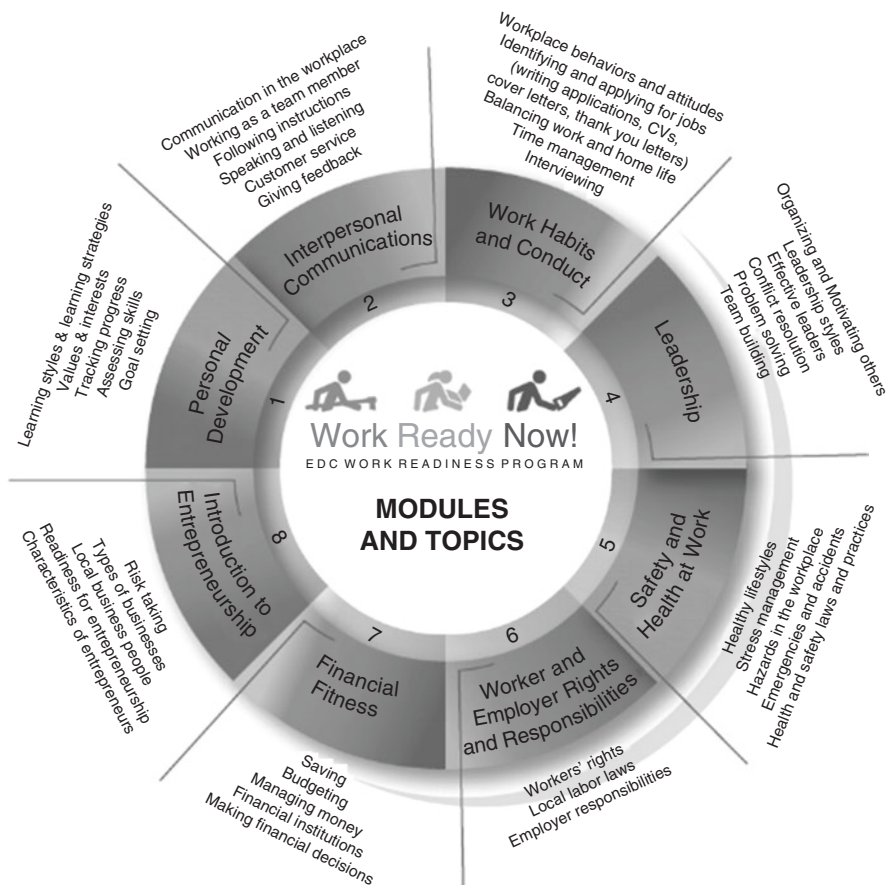 Work Ready Now!
EDC WORK READINESS PROGRAM
MODULES
AND TOPICS
1
Personal
Development
Learning styles & learning strategies
Values & interests
Tracking progress
Assessing skills
Goal setting
2
Interpersonal
Communications
Communication in the workplace
Working as a team member
Following instructions
Speaking and listening
Customer service
Giving feedback
3
Work Habits
and Conduct
Workplace behaviors and attitudes
Identifying and applying for jobs
(writing applications, CVs,
cover letters, thank you letters)
Balancing work and home life
Time management
Interviewing
4
Leadership
Organizing and Motivating others
Leadership styles
Effective leaders
Conflict resolution
Problem solving
Team building
5
Safety and
Health at Work
Healthy lifestyles
Stress management
Hazards in the workplace
Emergencies and accidents
Health and safety laws and practices
6
Worker and
Employer Rights
and Responsibilities
Workers' rights
Local labor laws
Employer responsibilities
7
Financial
Fitness
Saving
Budgeting
Managing money
Financial institutions
Making financial decisions
8
Introduction to
Entrepreneurship
Risk taking
Types of businesses
Local business people
Readiness for entrepreneurship
Characteristics of entrepreneurs